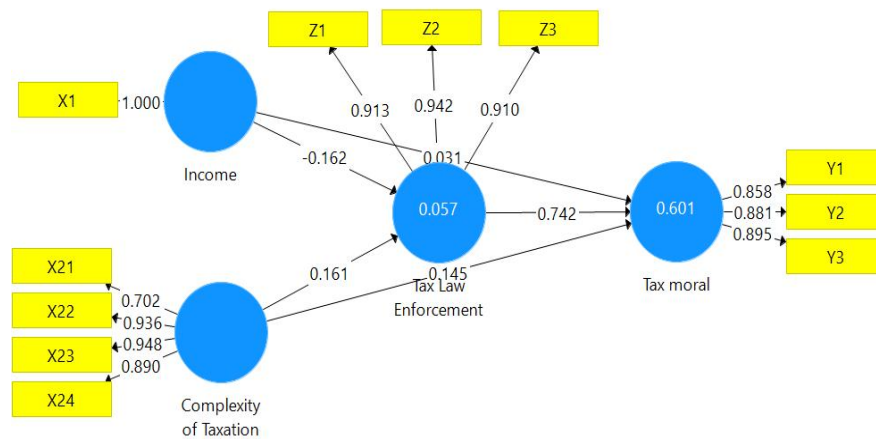 Z1
Z2
Z3
X1
1.000
0.913
0.942
0.910
Income
-0.162
0.031
Y1
0.858
0.057
0.742
0.601
0.881
Y2
0.895
Y3
X21
0.702
0.161
0.145
Tax Law
Enforcement
Tax moral
X22
0.936
X23
0.948
0.890
X24
Complexity
of Taxation